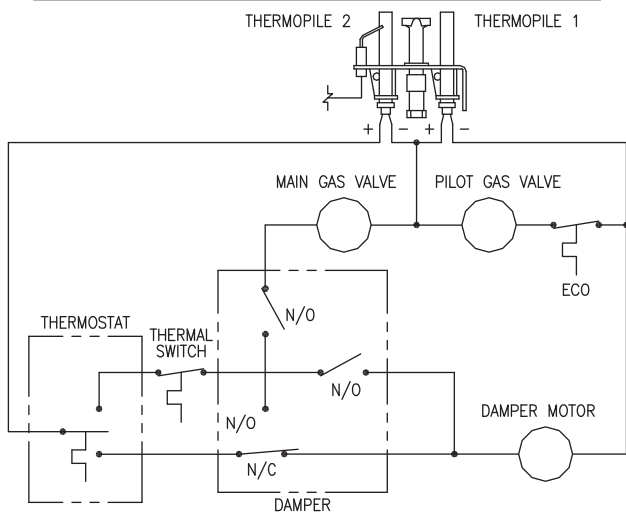 THERMOPILE 2
THERMOPILE 1
+ − + −
MAIN GAS VALVE
PILOT GAS VALVE
ECO
N/O
THERMOSTAT
THERMAL
SWITCH
N/O
DAMPER MOTOR
N/O
N/C
DAMPER